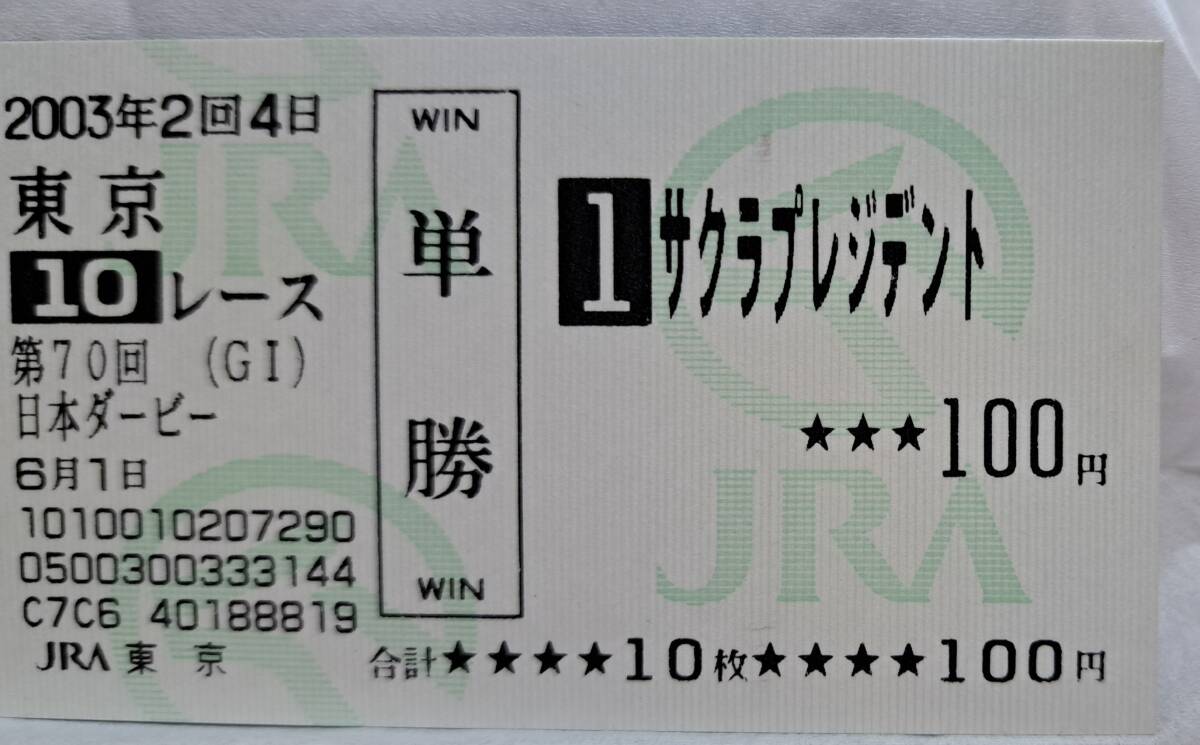 2003年2回4日
東京
10レース
第70回 (GI)
日本ダービー
6月1日
1010010207290
0500300333144
C7C6 40188819
JRA 東京
WIN
単勝
WIN
1 サクラプレジデント
★★★100円
合計★★★★10枚★★★★100円
JRA
JRA